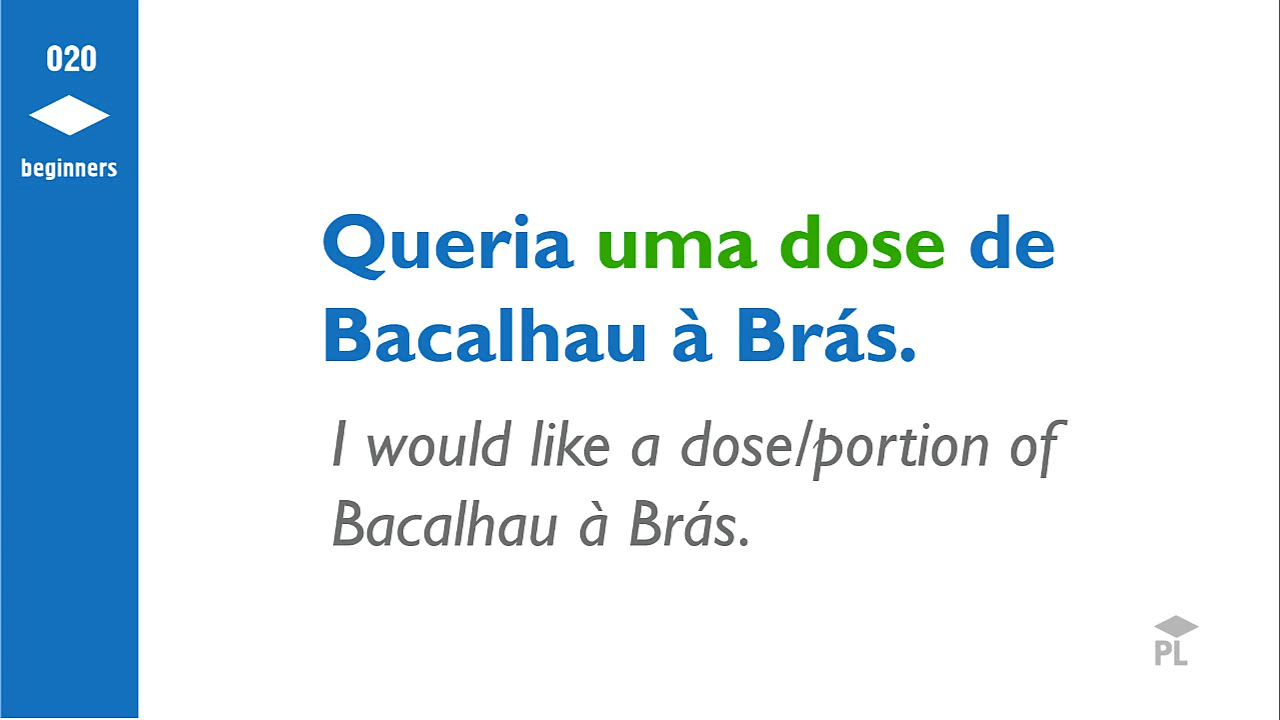 020
beginners
Queria uma dose de
Bacalhau à Brás.
I would like a dose/portion of
Bacalhau à Brás.
PL